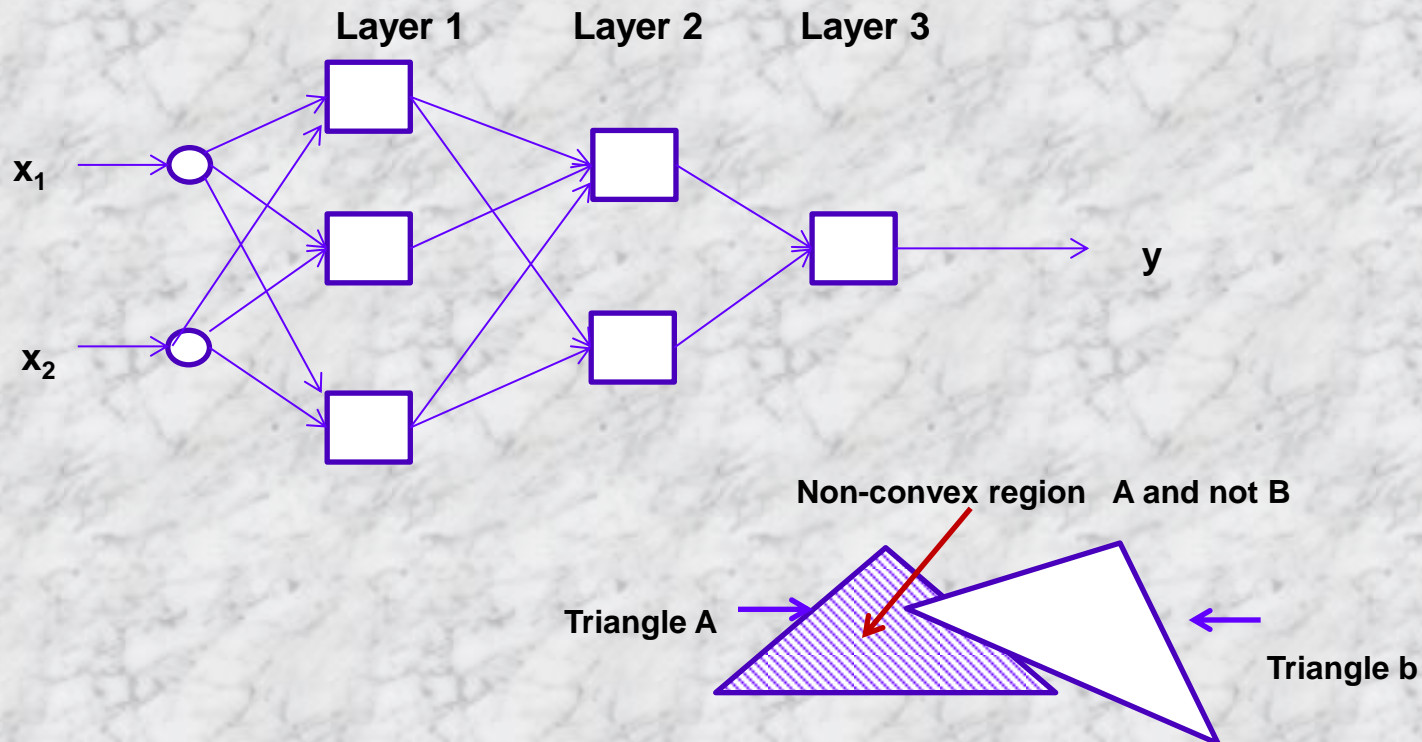 Layer 1 Layer 2 Layer 3
x₁
y
x₂
Non-convex region A and not B
Triangle A
Triangle b